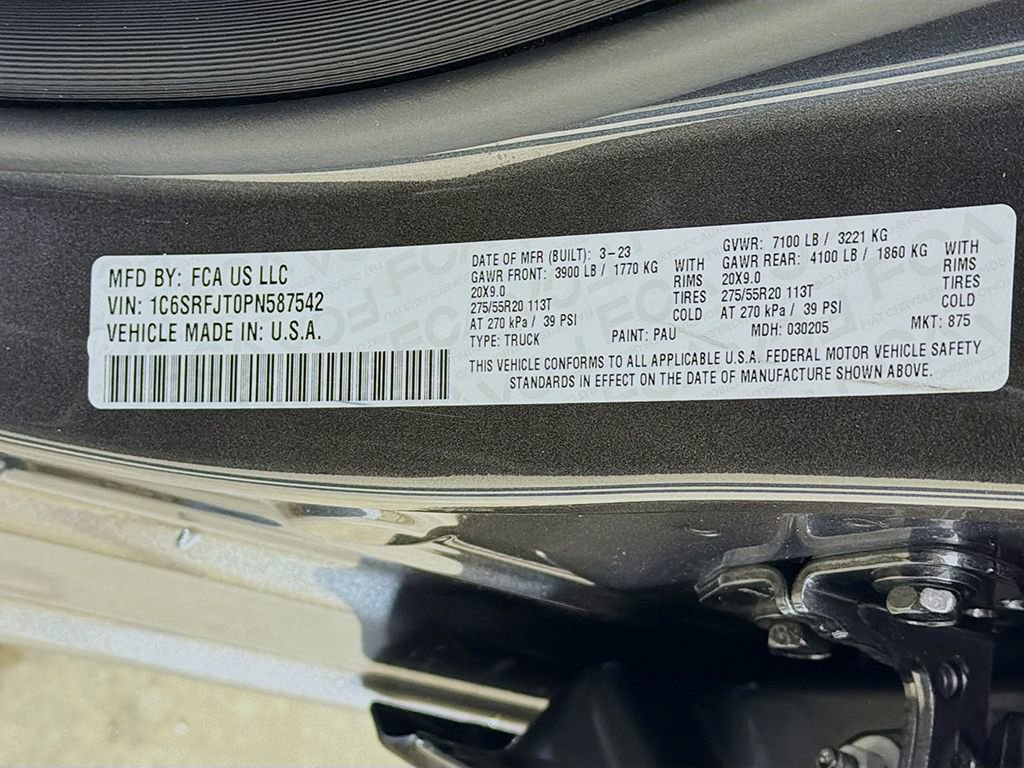 MFD BY: FCA US LLC
VIN: 1C6SRFJT0PN587542
VEHICLE MADE IN: U.S.A.
DATE OF MFR (BUILT): 3-23
GVWR: 7100 LB / 3221 KG
GAWR FRONT: 3900 LB / 1770 KG
20X9.0
275/55R20 113T
AT 270 kPa / 39 PSI
WITH
RIMS
TIRES
COLD
GAWR REAR: 4100 LB / 1860 KG
20X9.0
275/55R20 113T
AT 270 kPa / 39 PSI
WITH
RIMS
TIRES
COLD
TYPE: TRUCK PAINT: PAU MDH: 030205 MKT: 875
THIS VEHICLE CONFORMS TO ALL APPLICABLE U.S.A. FEDERAL MOTOR VEHICLE SAFETY
STANDARDS IN EFFECT ON THE DATE OF MANUFACTURE SHOWN ABOVE.